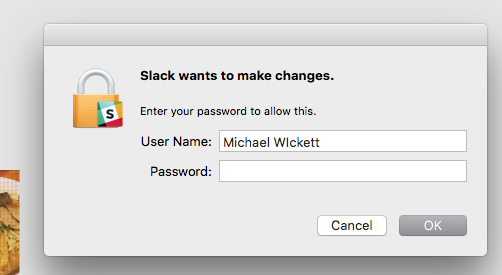 Slack wants to make changes.
Enter your password to allow this.
User Name: Michael WIckett
Password:
Cancel OK
S